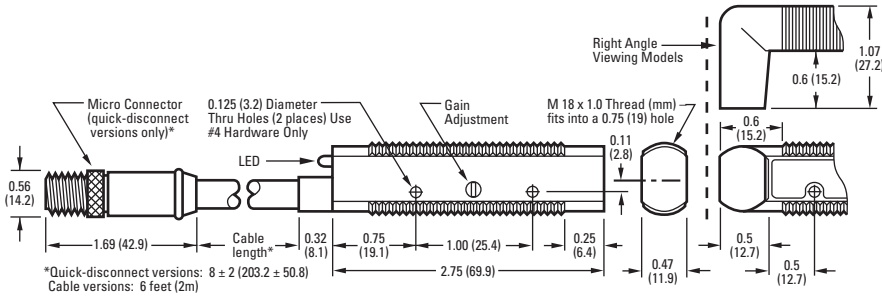 Right Angle
Viewing Models
1.07
(27.2)
0.6 (15.2)
Micro Connector
(quick-disconnect
versions only)*
0.125 (3.2) Diameter
Thru Holes (2 places) Use
#4 Hardware Only
Gain
Adjustment
M 18 x 1.0 Thread (mm)
fits into a 0.75 (19) hole
0.6
(15.2)
0.11
(2.8)
LED
0.56
(14.2)
1.69 (42.9)
Cable
length*
0.32
(8.1)
0.75
(19.1)
1.00 (25.4)
0.25
(6.4)
2.75 (69.9)
0.47
(11.9)
0.5
(12.7)
0.5
(12.7)
*Quick-disconnect versions: 8 ± 2 (203.2 ± 50.8)
Cable versions: 6 feet (2m)